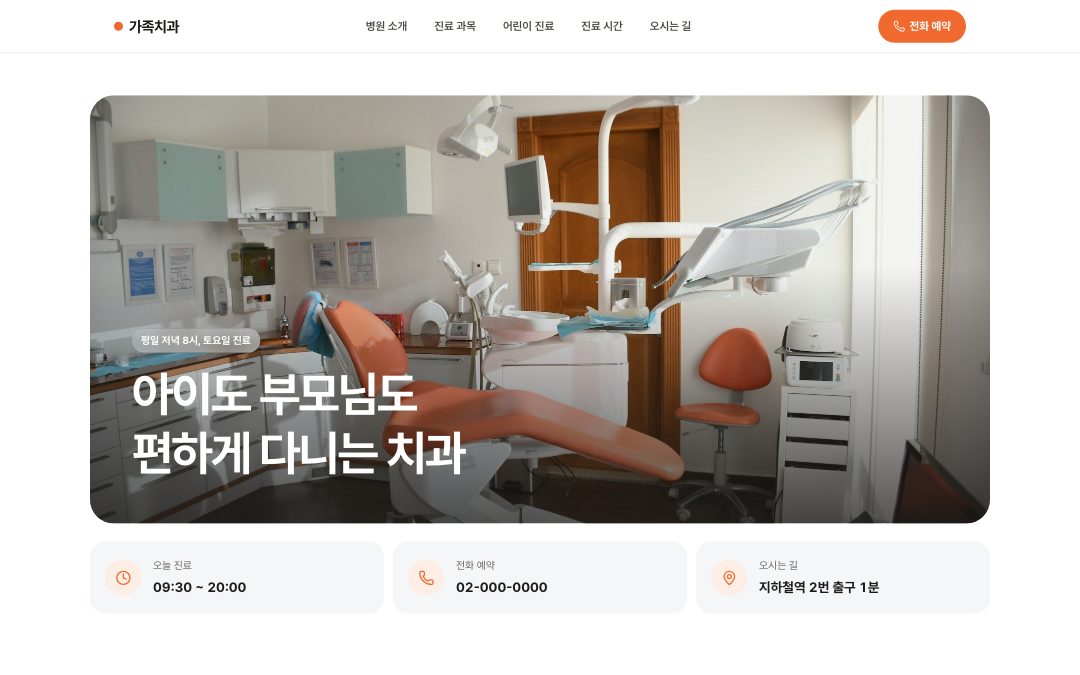 가족치과
병원 소개
진료 과목
어린이 진료
진료 시간
오시는 길
전화 예약
평일 저녁 8시, 토요일 진료
아이도 부모님도
편하게 다니는 치과
오늘 진료
09:30 ~ 20:00
전화 예약
02-000-0000
오시는 길
지하철역 2번 출구 1분